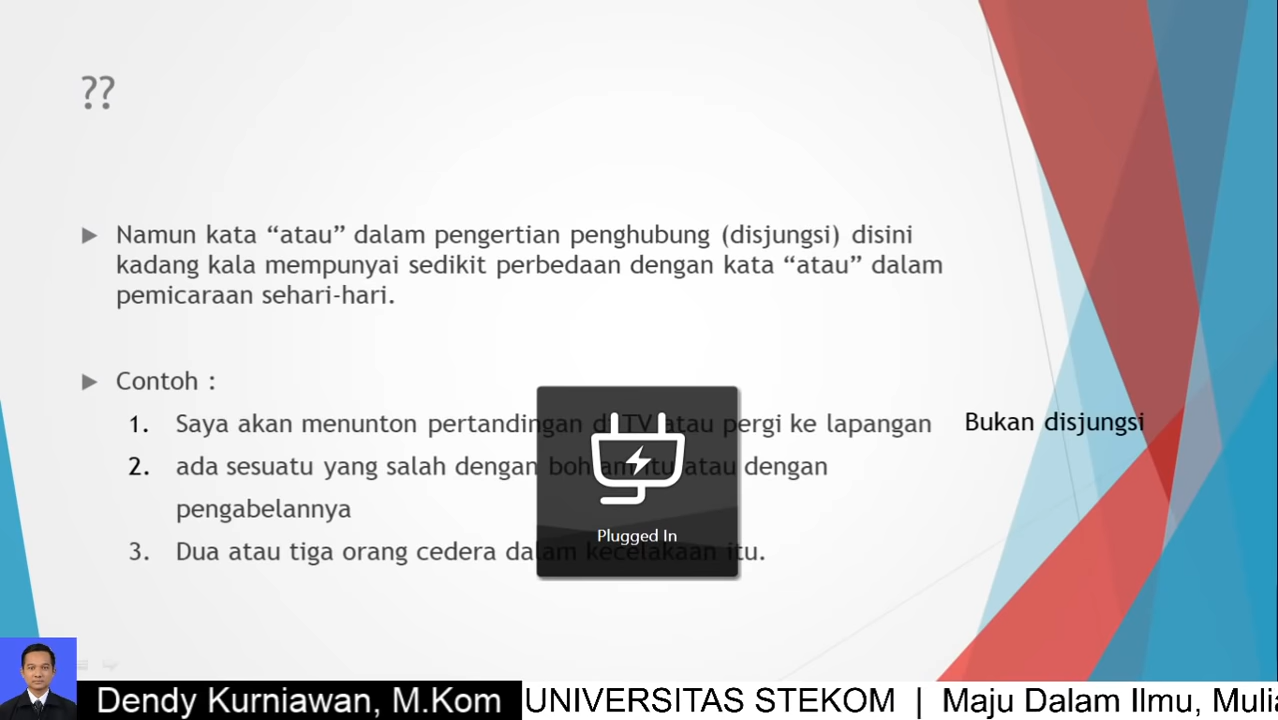 ??
Namun kata “atau” dalam pengertian penghubung (disjungsi) disini
kadang kala mempunyai sedikit perbedaan dengan kata “atau” dalam
pemicaraan sehari-hari.
Contoh :
1. Saya akan menunton pertandingan di TV atau pergi ke lapangan
Bukan disjungsi
2. ada sesuatu yang salah dengan bohlam itu atau dengan
pengabelannya
Plugged In
3. Dua atau tiga orang cedera dalam kecelakaan itu.
Dendy Kurniawan, M.Kom
UNIVERSITAS STEKOM | Maju Dalam Ilmu,